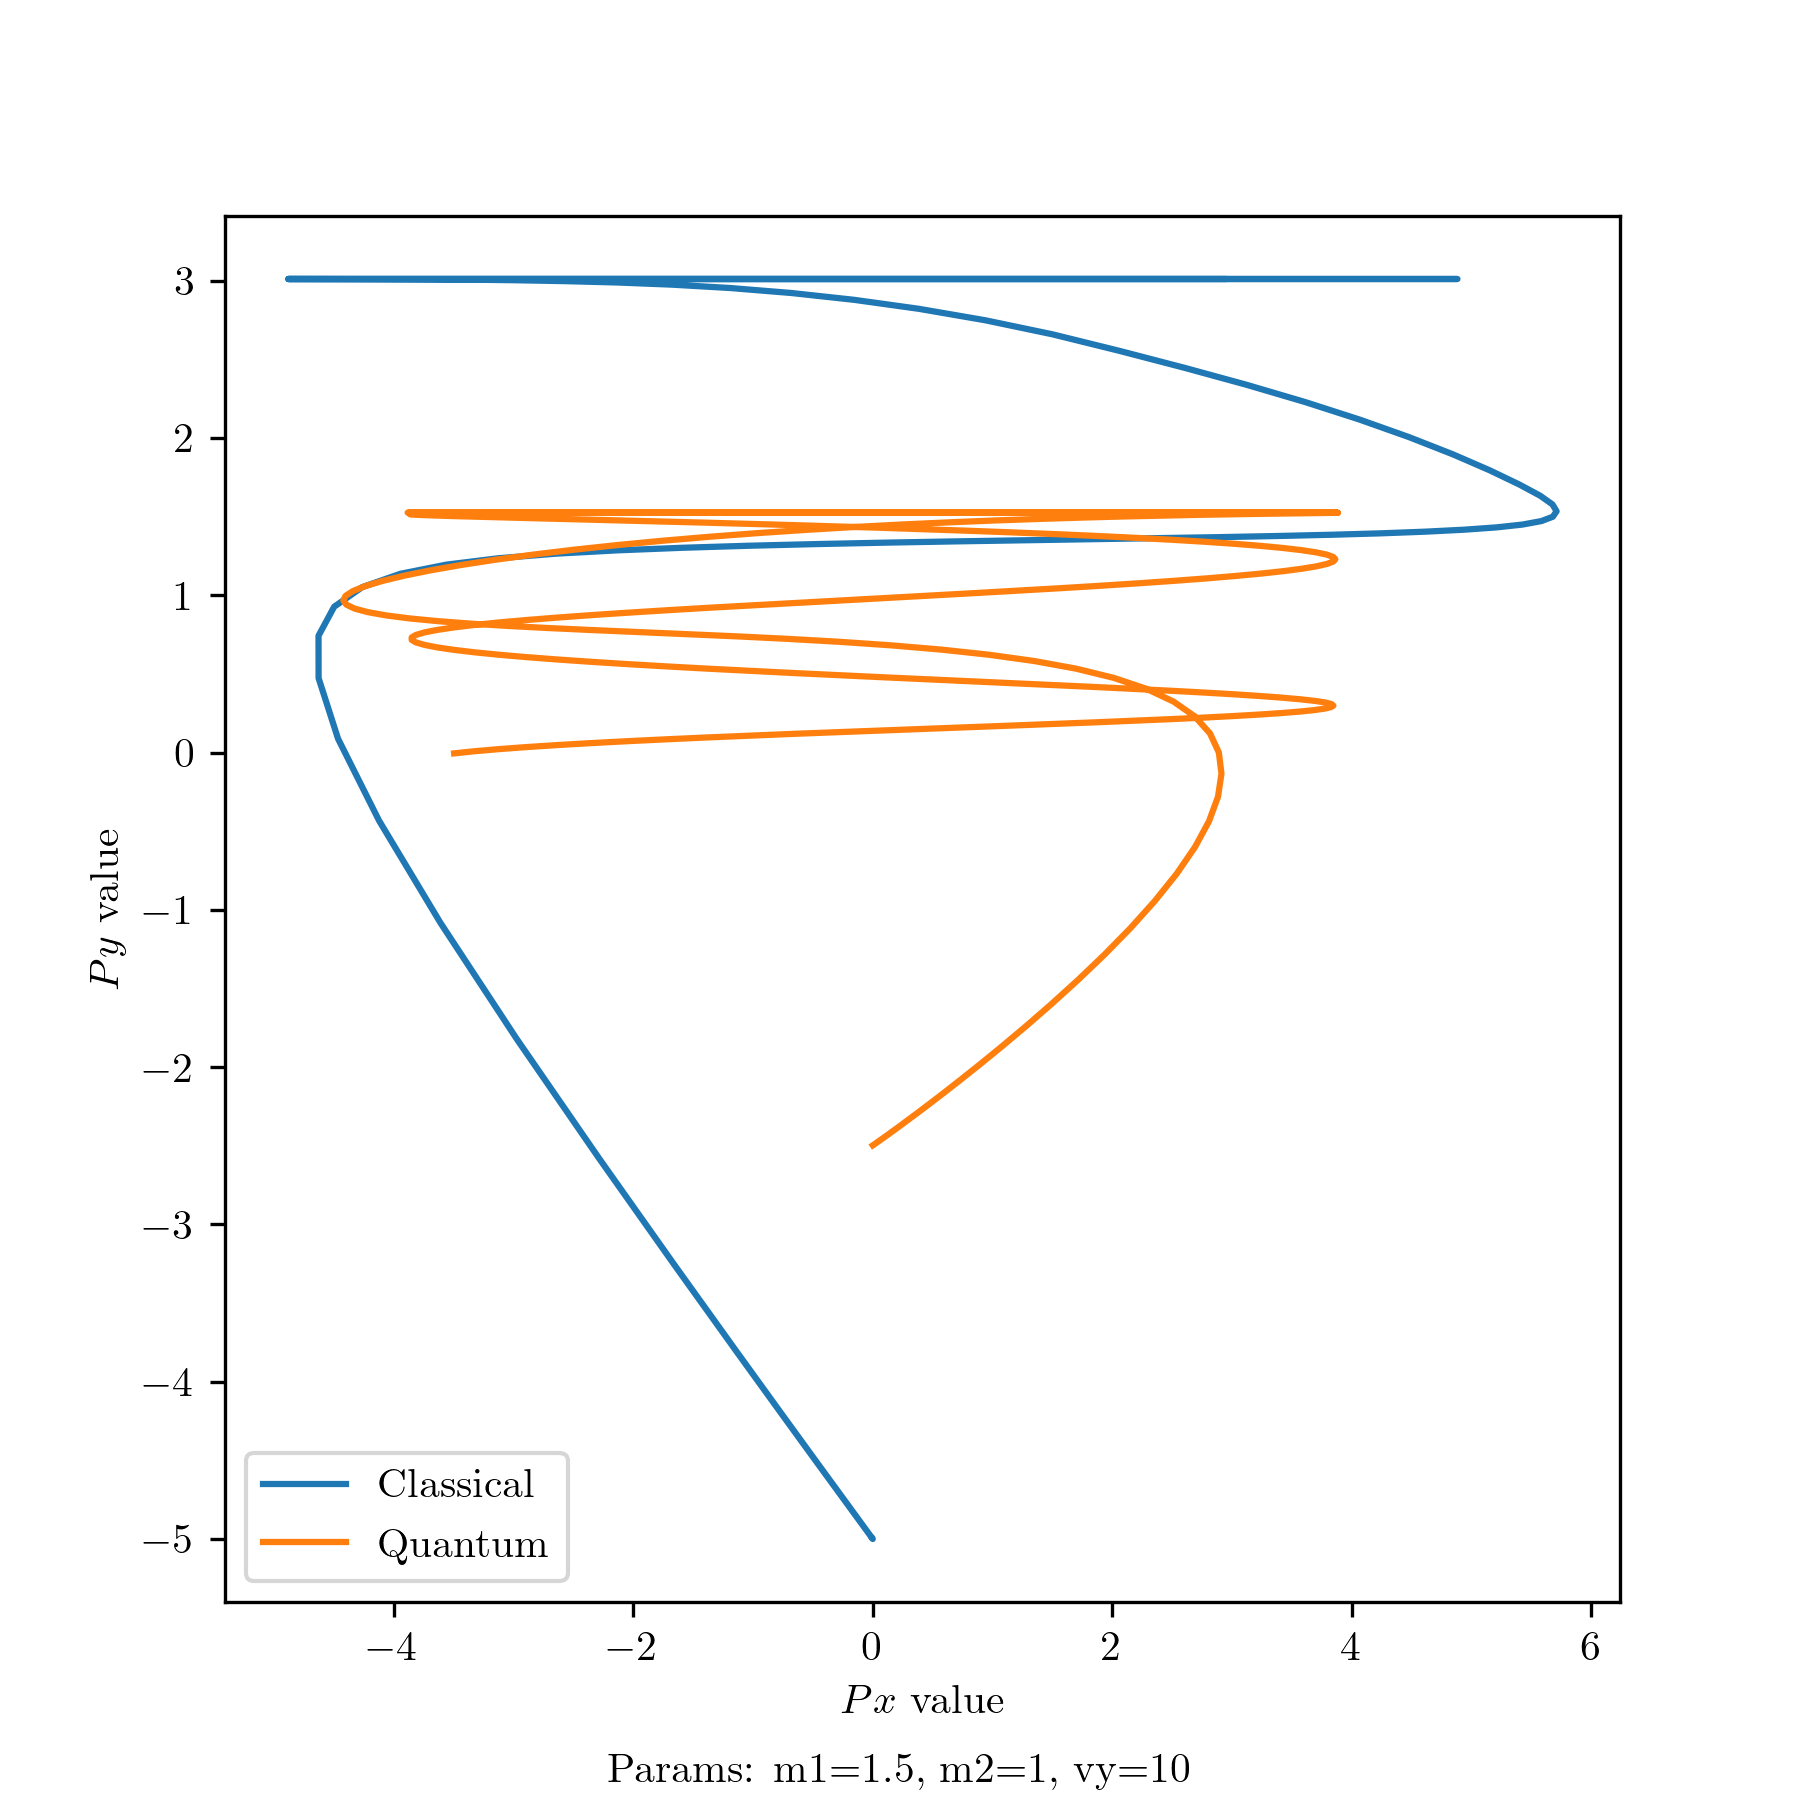 3
2
1
0
−1
−2
−3
−4
−5
Py value
Classical
Quantum
−4 −2 0 2 4 6
Px value
Params: m1=1.5, m2=1, vy=10